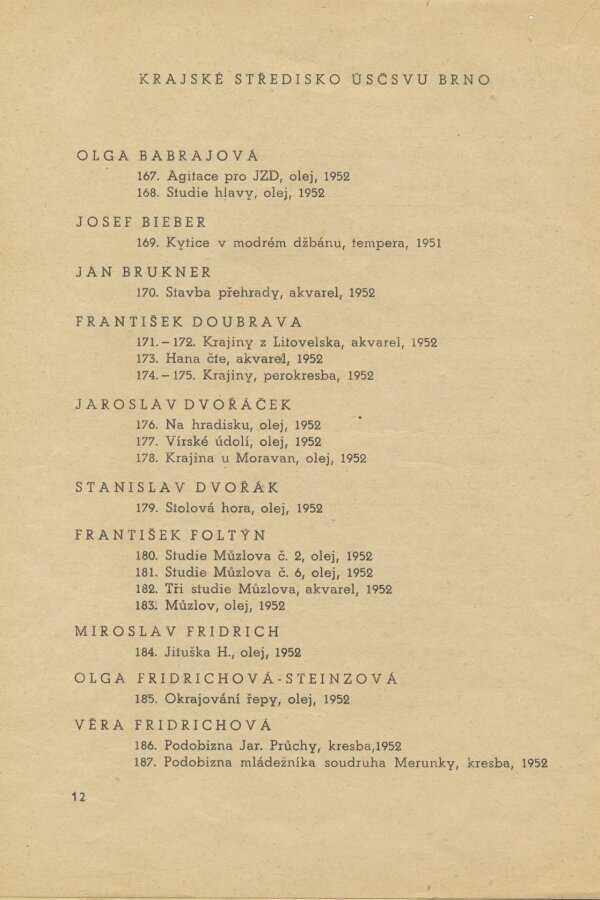 KRAJSKÉ STŘEDISKO ÚSČSVU BRNO
OLGA BABRAJOVÁ
167. Agitace pro JZD, olej, 1952
168. Studie hlavy, olej, 1952
JOSEF BIEBER
169. Kytice v modrém džbánu, tempera, 1951
JAN BRUKNER
170. Stavba přehrady, akvarel, 1952
FRANTIŠEK DOUBRAVA
171.–172. Krajiny z Litovelska, akvarel, 1952
173. Hana čte, akvarel, 1952
174.–175. Krajiny, perokresba, 1952
JAROSLAV DVOŘÁČEK
176. Na hradisku, olej, 1952
177. Vírské údolí, olej, 1952
178. Krajina u Moravan, olej, 1952
STANISLAV DVOŘÁK
179. Stolová hora, olej, 1952
FRANTIŠEK FOLTÝN
180. Studie Můzlova č. 2, olej, 1952
181. Studie Můzlova č. 6, olej, 1952
182. Tři studie Můzlova, akvarel, 1952
183. Můzlov, olej, 1952
MIROSLAV FRIDRICH
184. Jituška H., olej, 1952
OLGA FRIDRICHOVÁ-STEINZOVÁ
185. Okrajování řepy, olej, 1952
VĚRA FRIDRICHOVÁ
186. Podobizna Jar. Průchy, kresba,1952
187. Podobizna mládežníka soudruha Merunky, kresba, 1952
12